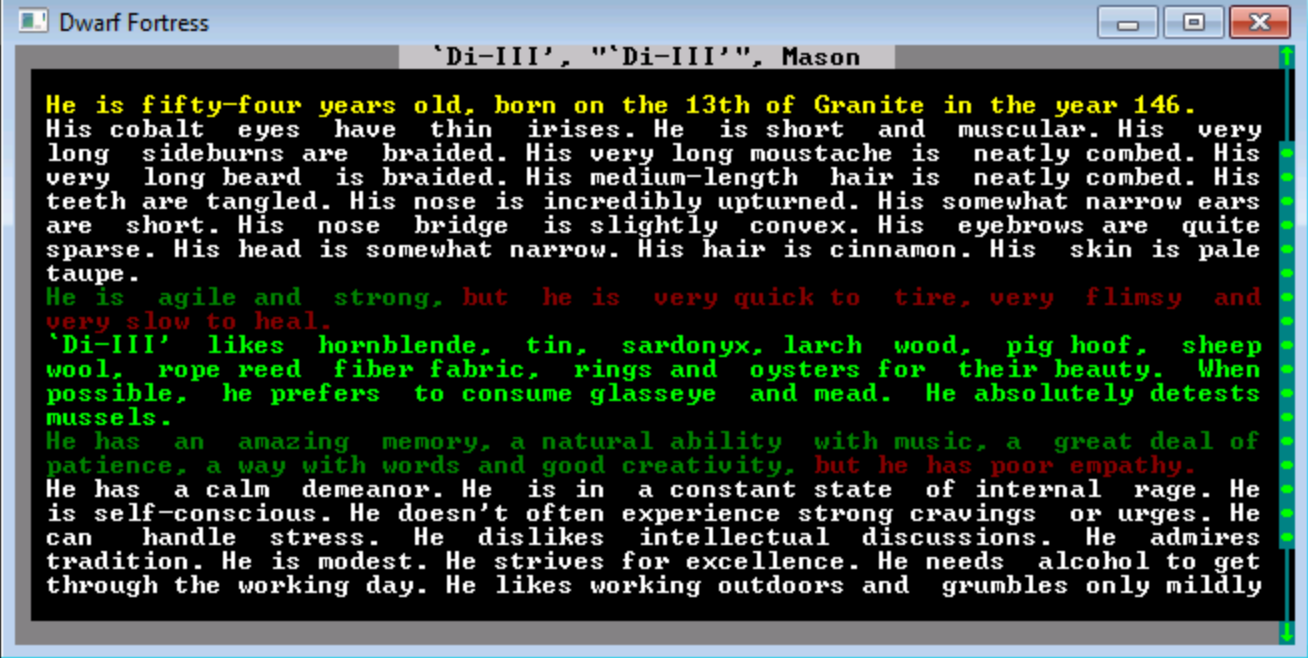 Dwarf Fortress
`Di-III', "`Di-III'", Mason
He is fifty-four years old, born on the 13th of Granite in the year 146.
His cobalt eyes have thin irises. He is short and muscular. His very
long sideburns are braided. His very long moustache is neatly combed. His
very long beard is braided. His medium-length hair is neatly combed. His
teeth are tangled. His nose is incredibly upturned. His somewhat narrow ears
are short. His nose bridge is slightly convex. His eyebrows are quite
sparse. His head is somewhat narrow. His hair is cinnamon. His skin is pale
taupe.
He is agile and strong, but he is very quick to tire, very flimsy and
very slow to heal.
`Di-III' likes hornblende, tin, sardonyx, larch wood, pig hoof, sheep
wool, rope reed fiber fabric, rings and oysters for their beauty. When
possible, he prefers to consume glasseye and mead. He absolutely detests
mussels.
He has an amazing memory, a natural ability with music, a great deal of
patience, a way with words and good creativity, but he has poor empathy.
He has a calm demeanor. He is in a constant state of internal rage. He
is self-conscious. He doesn't often experience strong cravings or urges. He
can handle stress. He dislikes intellectual discussions. He admires
tradition. He is modest. He strives for excellence. He needs alcohol to get
through the working day. He likes working outdoors and grumbles only mildly